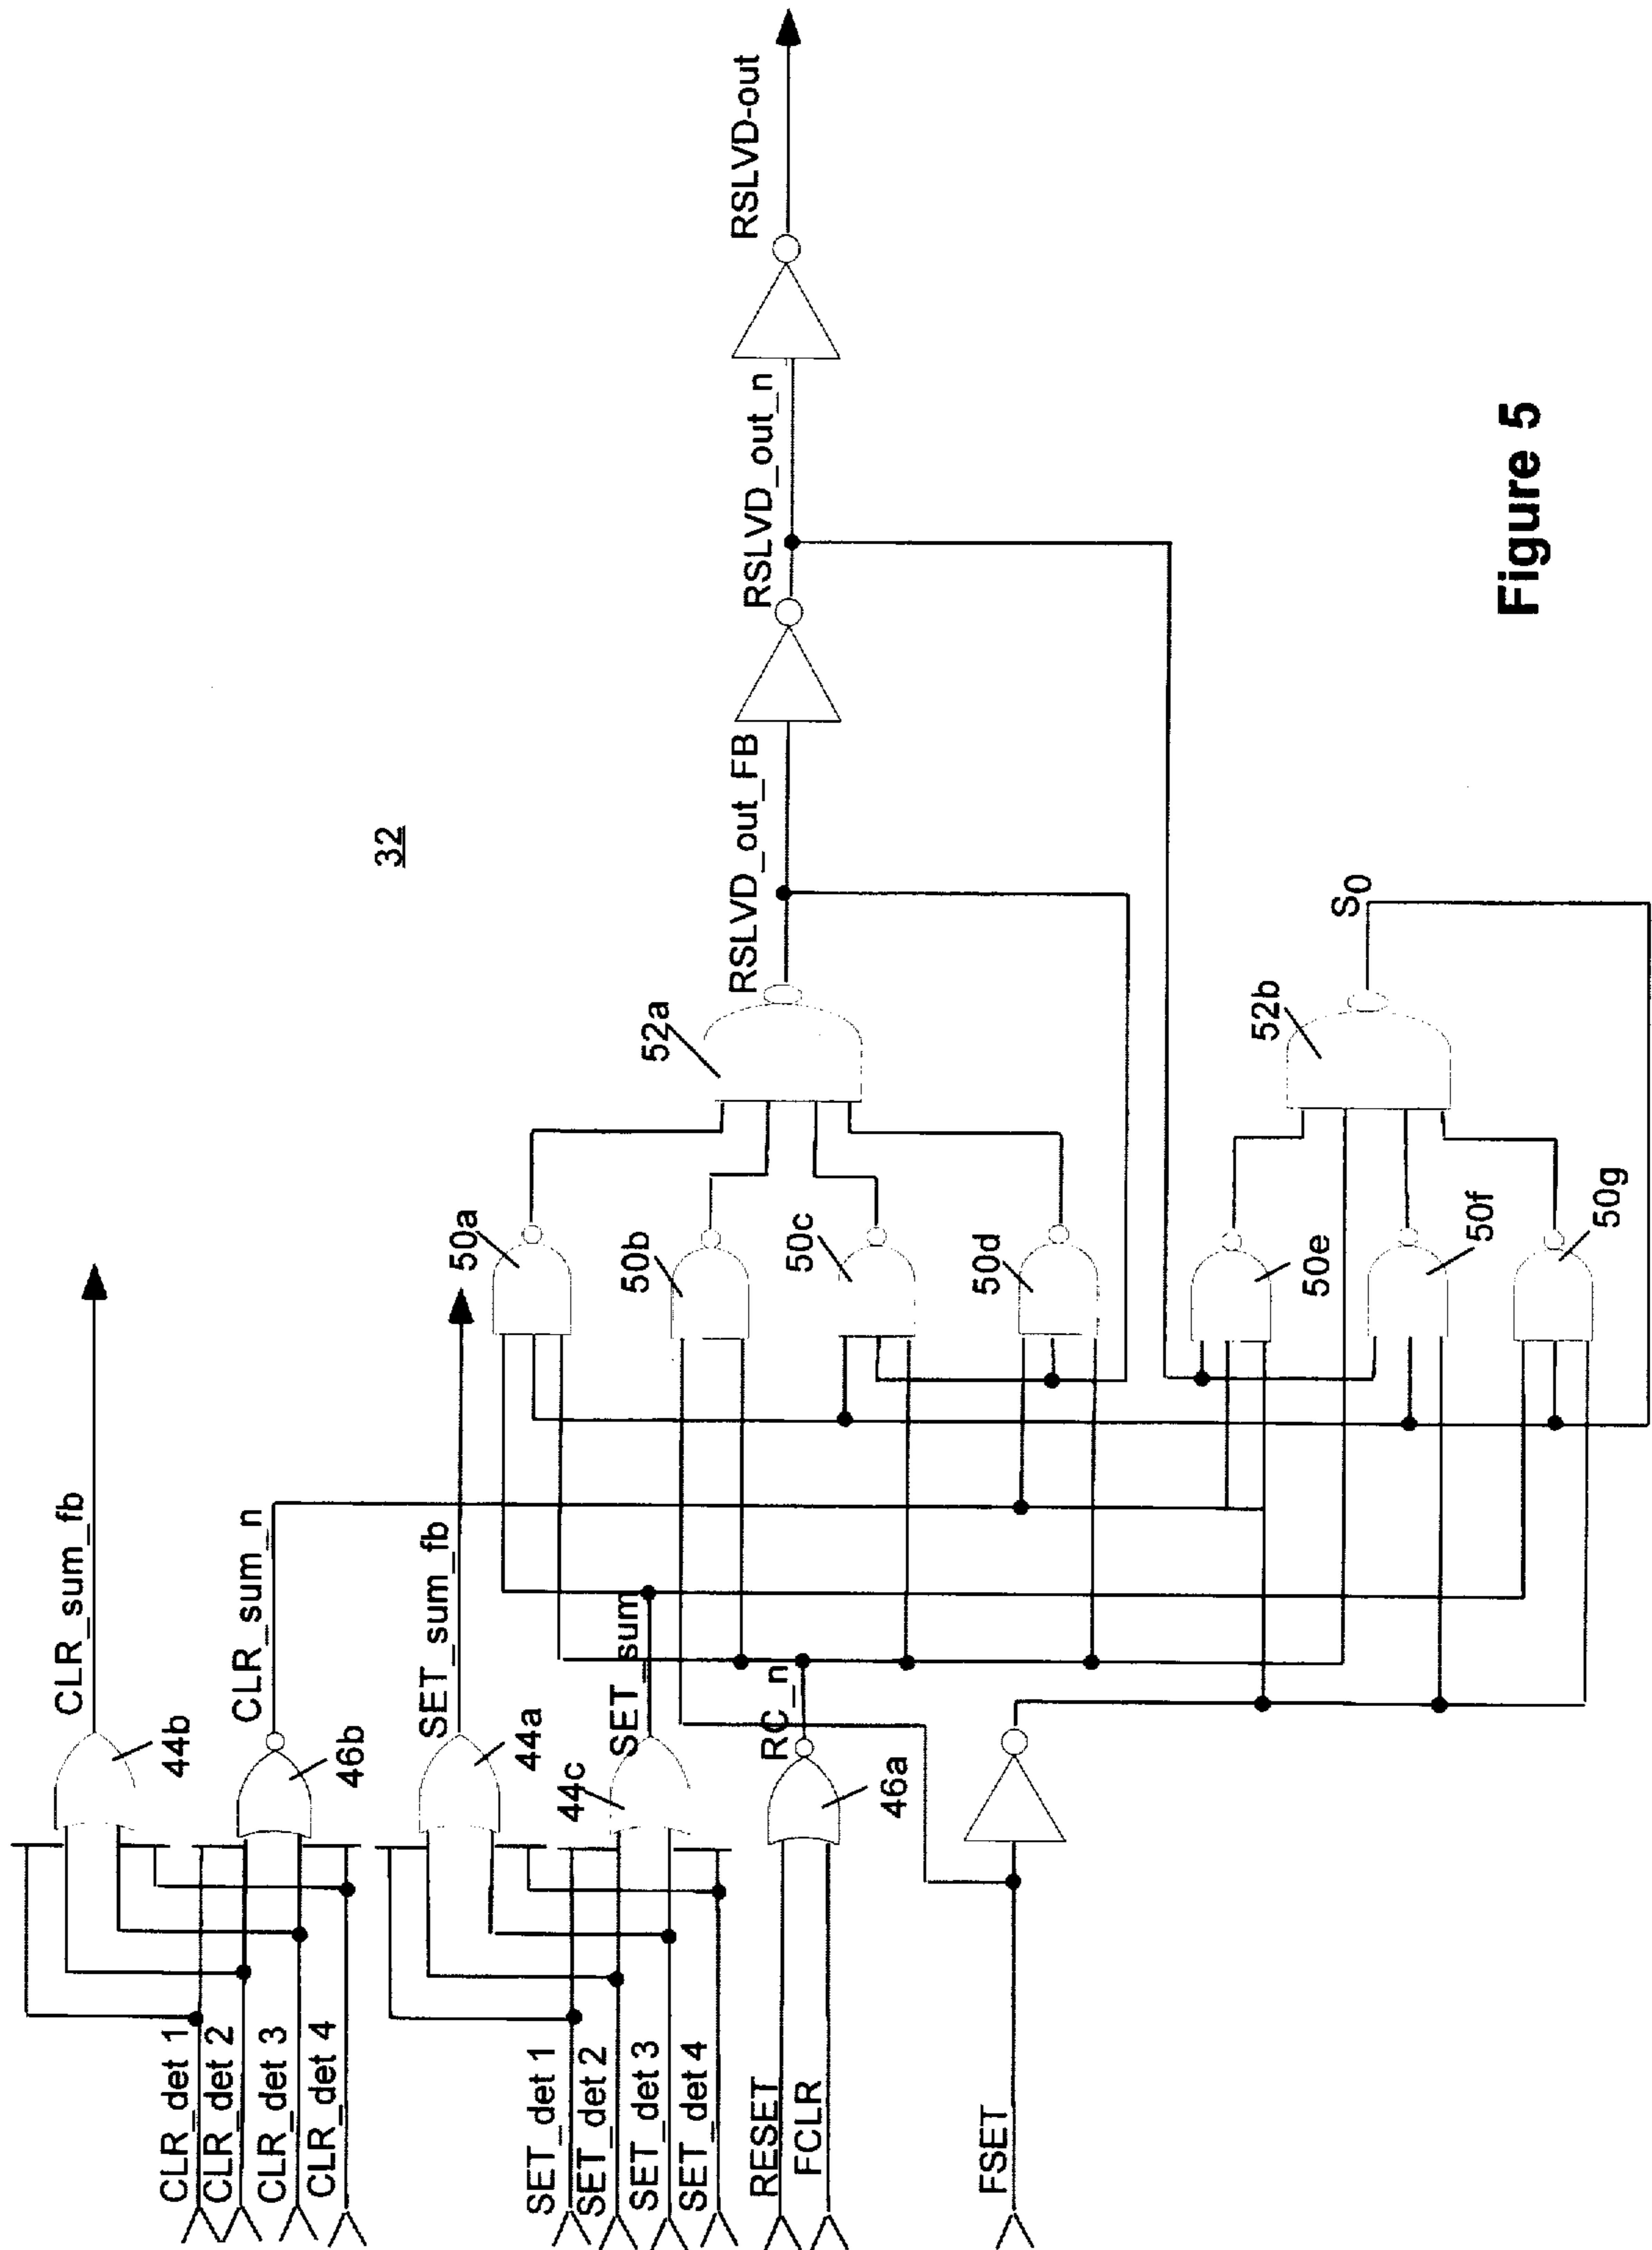 32
CLR_sum_fb
44b
CLR_sum_n
46b
CLR_det 1
CLR_det 2
CLR_det 3
CLR_det 4
SET_sum_fb
44a
SET_sum
44c
SET_det 1
SET_det 2
SET_det 3
SET_det 4
RC_n
46a
RESET
FCLR
FSET
50a
50b
50c
50d
50e
50f
50g
52a
52b
S0
RSLVD_out_FB
RSLVD_out_n
RSLVD-out
Figure 5